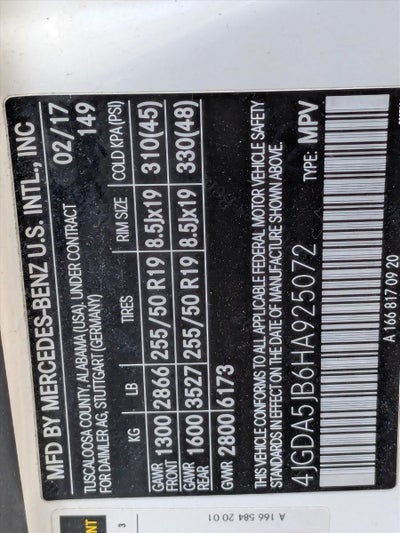 MFD BY MERCEDES-BENZ U.S. INTL., INC
TUSCALOOSA COUNTY, ALABAMA (USA), UNDER CONTRACT 02/17
FOR DAIMLER AG, STUTTGART (GERMANY) 149
KG LB TIRES RIM SIZE COLD KPA(PSI)
GAWR FRONT 1300 2866 255/50 R19 8.5Jx19 310(45)
GAWR REAR 1600 3527 255/50 R19 8.5Jx19 330(48)
GVWR 2800/6173
THIS VEHICLE CONFORMS TO ALL APPLICABLE FEDERAL MOTOR VEHICLE SAFETY
STANDARDS IN EFFECT ON THE DATE OF MANUFACTURE SHOWN ABOVE.
4JGDA5JB6HA925072 TYPE: MPV
A 166 817 09 20
A 166 584 20 01
3